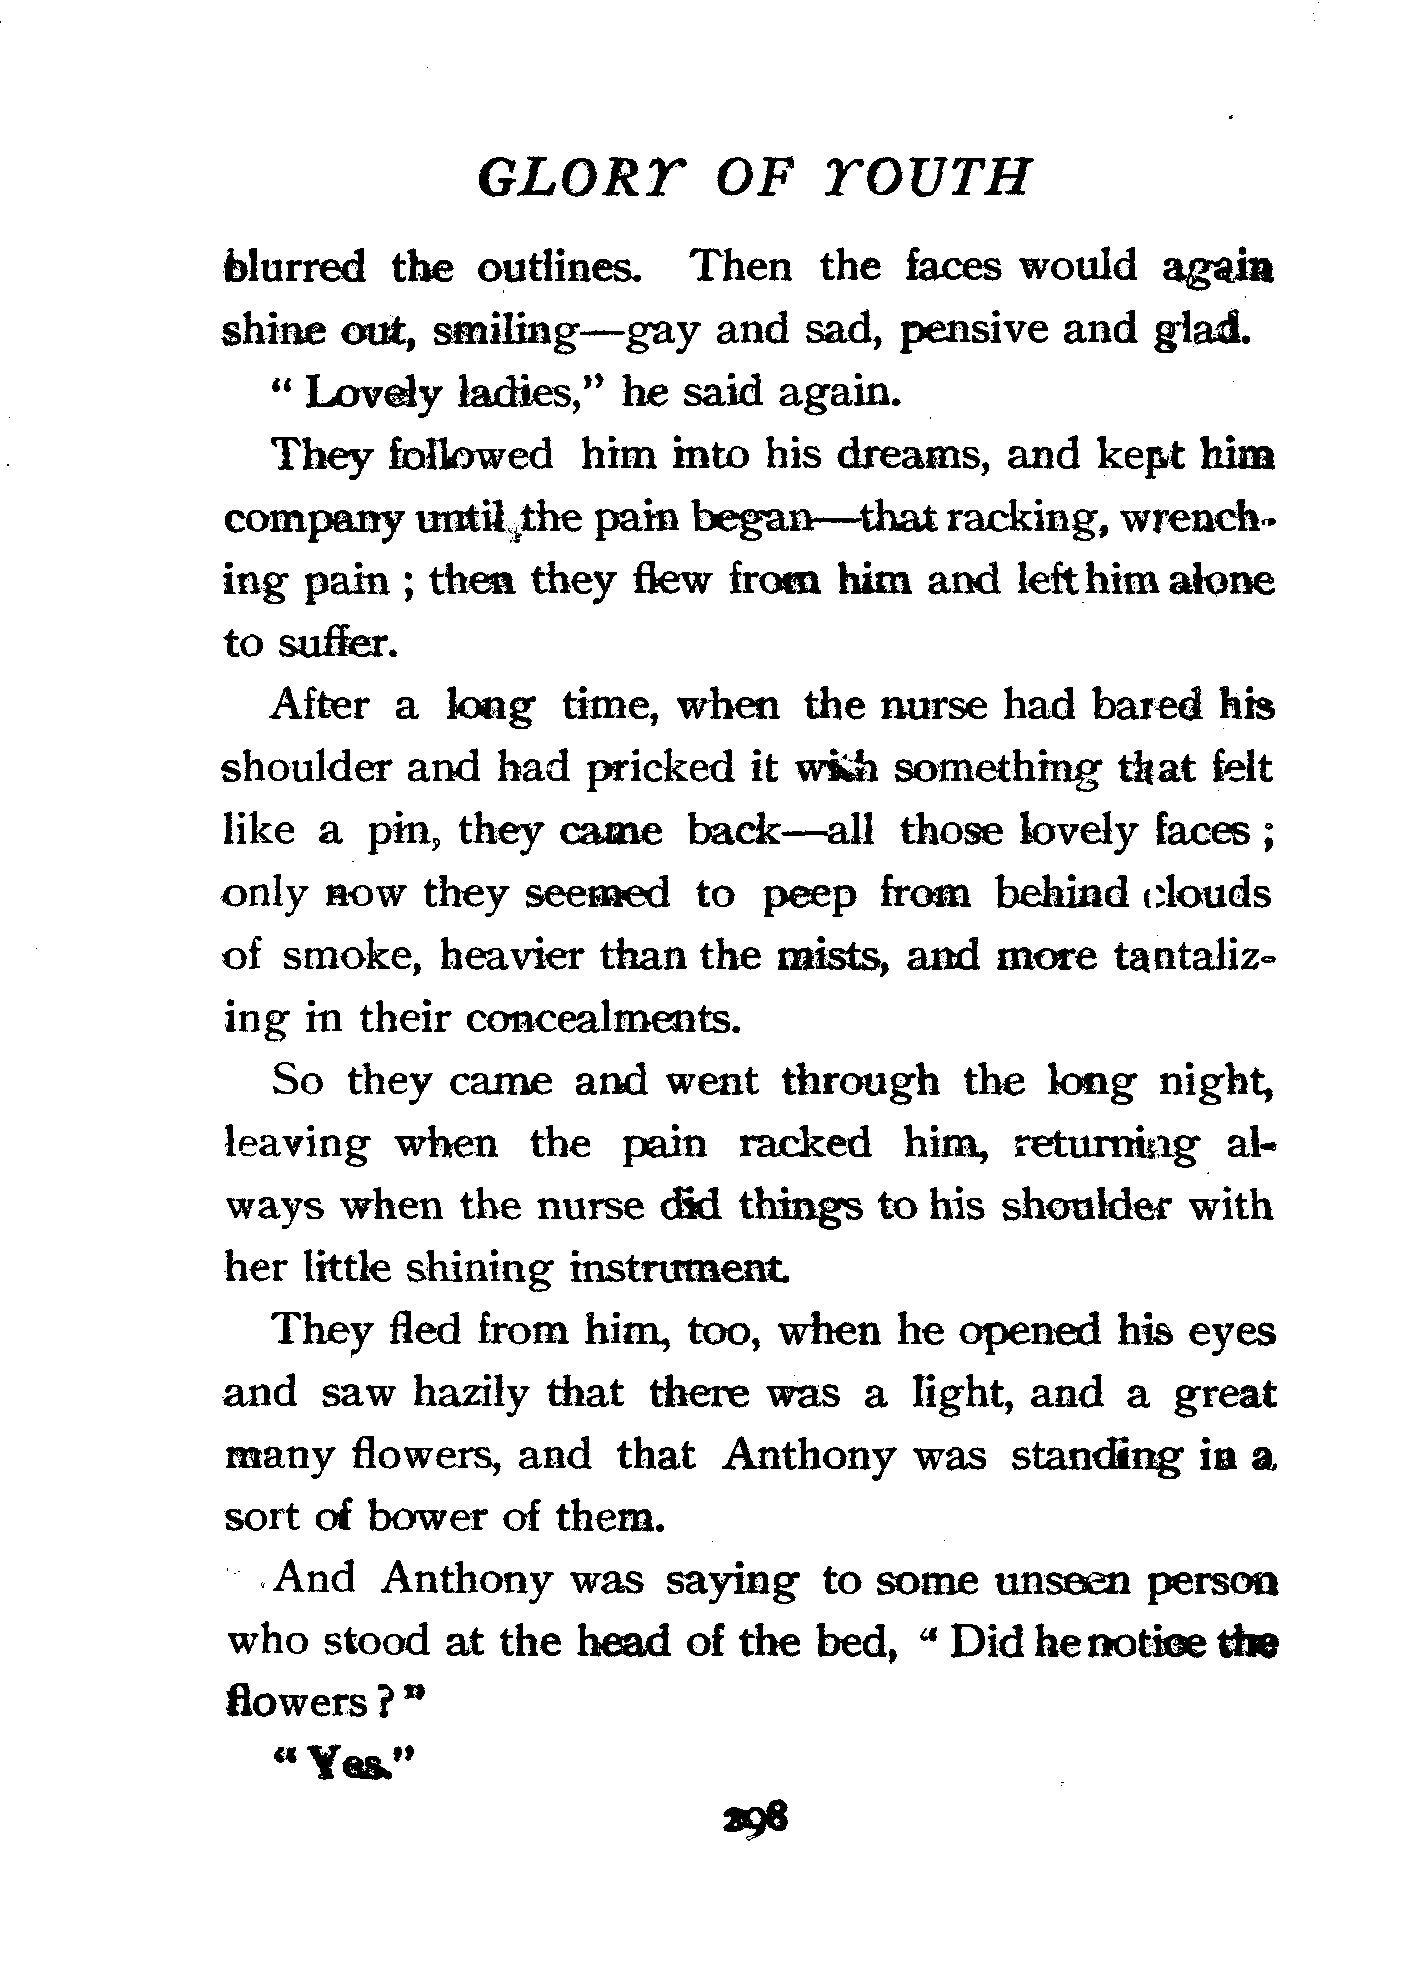 GLORY OF YOUTH
blurred the outlines. Then the faces would again
shine out, smiling—gay and sad, pensive and glad.
“ Lovely ladies,” he said again.
They followed him into his dreams, and kept him
company until the pain began—that racking, wrench-
ing pain ; then they flew from him and left him alone
to suffer.
After a long time, when the nurse had bared his
shoulder and had pricked it with something that felt
like a pin, they came back—all those lovely faces ;
only now they seemed to peep from behind clouds
of smoke, heavier than the mists, and more tantaliz-
ing in their concealments.
So they came and went through the long night,
leaving when the pain racked him, returning al-
ways when the nurse did things to his shoulder with
her little shining instrument.
They fled from him, too, when he opened his eyes
and saw hazily that there was a light, and a great
many flowers, and that Anthony was standing in a
sort of bower of them.
And Anthony was saying to some unseen person
who stood at the head of the bed, “ Did he notice the
flowers ? ”
“ Yes.”
298